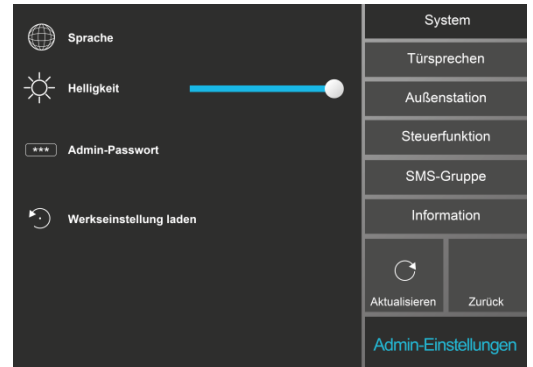 Sprache
Helligkeit
*** Admin-Passwort
Werkseinstellung laden
System
Türsprechen
Außenstation
Steuerfunktion
SMS-Gruppe
Information
Aktualisieren
Zurück
Admin-Einstellungen